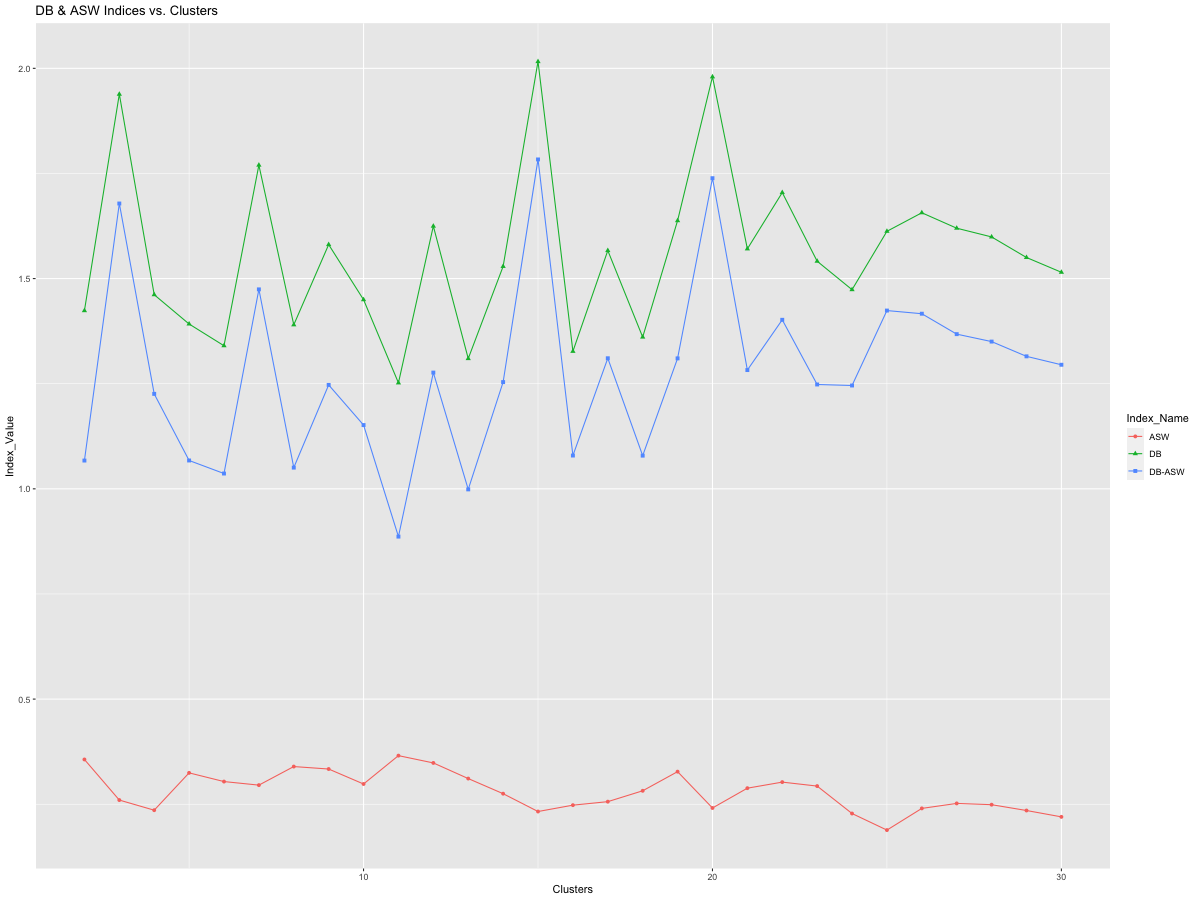 DB & ASW Indices vs. Clusters
2.0
1.5
1.0
0.5
Index_Value
10
20
30
Clusters
Index_Name
ASW
DB
DB-ASW